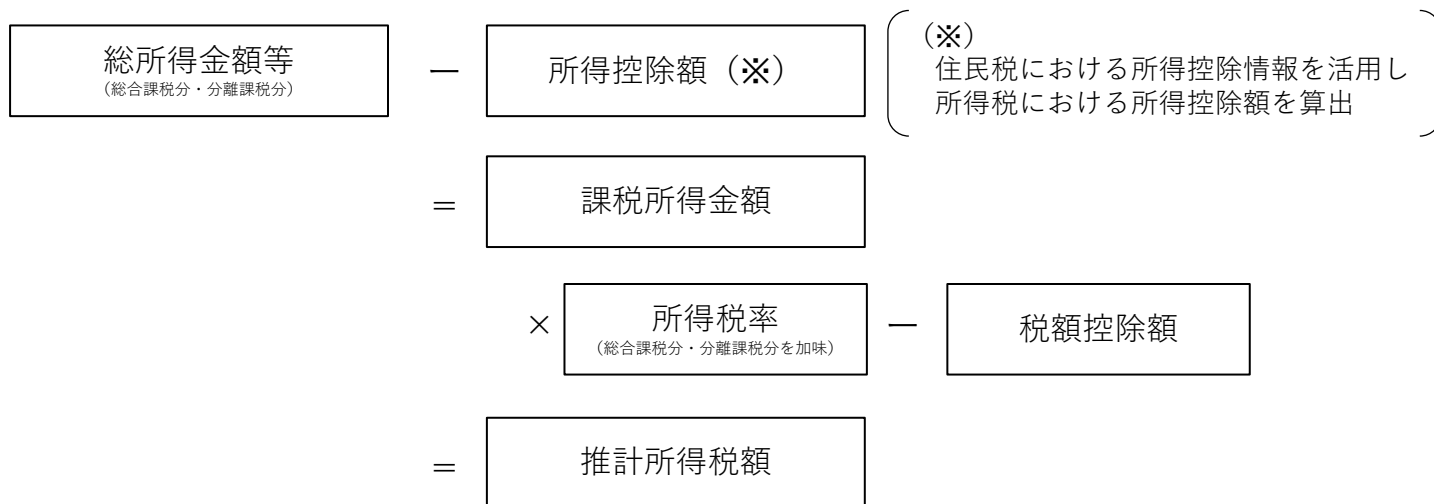 総所得金額等
(総合課税分・分離課税分)
－
所得控除額（※）
（※）
住民税における所得控除情報を活用し
所得税における所得控除額を算出
＝
課税所得金額
×
所得税率
(総合課税分・分離課税分を加味)
－
税額控除額
＝
推計所得税額